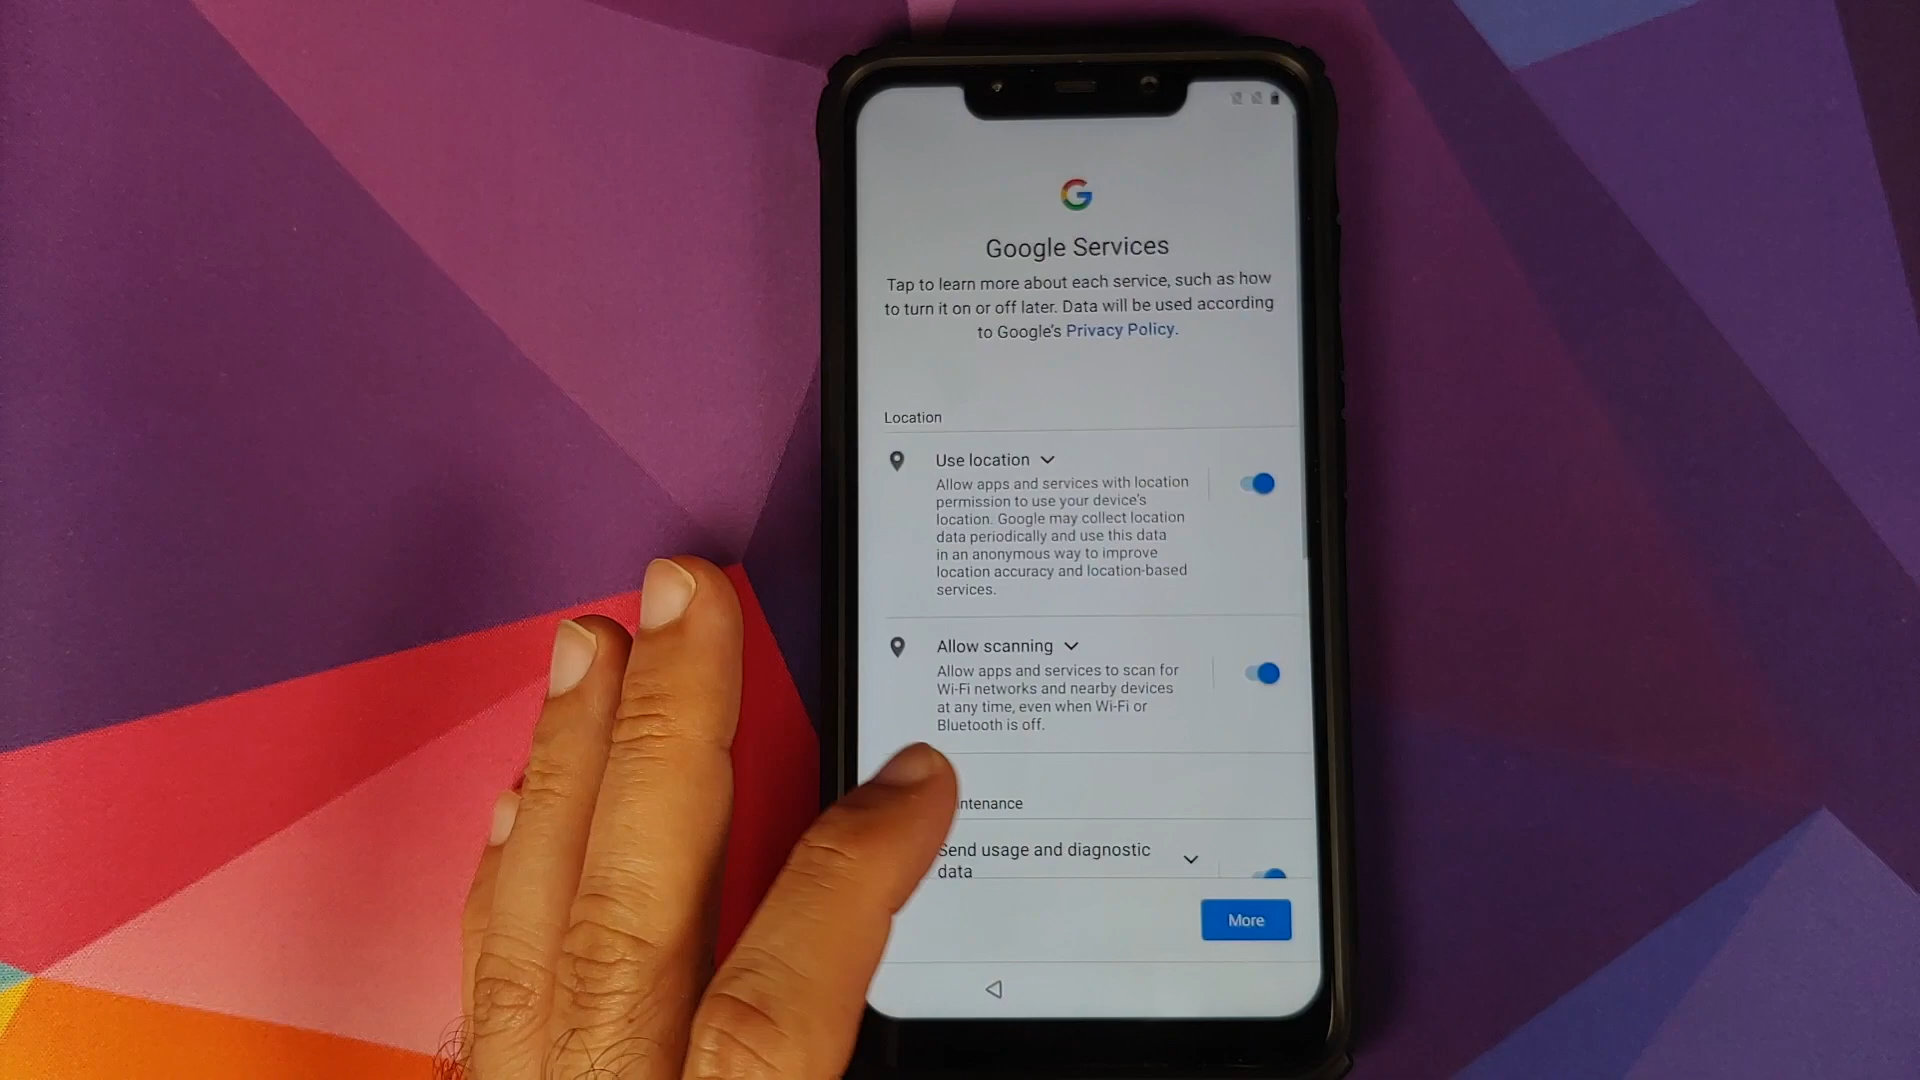 Google Services
Tap to learn more about each service, such as how
to turn it on or off later. Data will be used according
to Google's Privacy Policy.
Location
Use location
Allow apps and services with location
permission to use your device's
location. Google may collect location
data periodically and use this data
in an anonymous way to improve
location accuracy and location-based
services.
Allow scanning
Allow apps and services to scan for
Wi-Fi networks and nearby devices
at any time, even when Wi-Fi or
Bluetooth is off.
intenance
Send usage and diagnostic
data
More